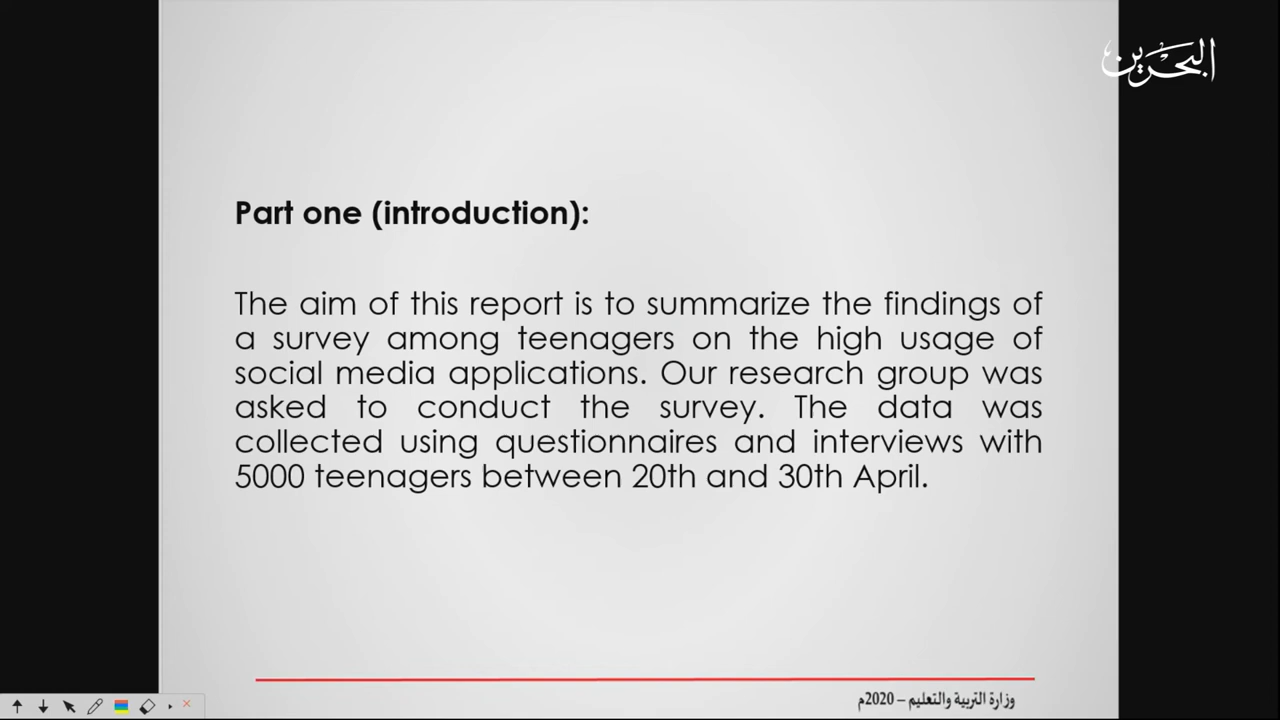 البحرين
Part one (introduction):
The aim of this report is to summarize the findings of
a survey among teenagers on the high usage of
social media applications. Our research group was
asked to conduct the survey. The data was
collected using questionnaires and interviews with
5000 teenagers between 20th and 30th April.
وزارة التربية والتعليم – 2020م